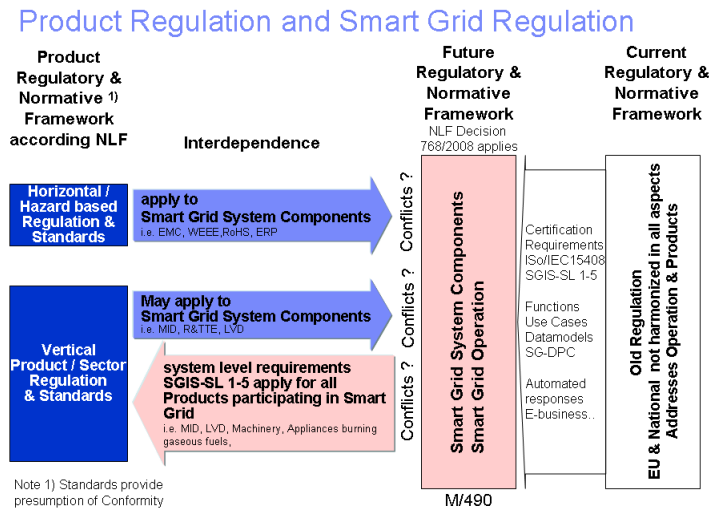 Product Regulation and Smart Grid Regulation
Product
Regulatory &
Normative 1)
Framework
according NLF
Interdependence
Future
Regulatory &
Normative
Framework
NLF Decision
768/2008 applies
Current
Regulatory &
Normative
Framework
Horizontal /
Hazard based
Regulation &
Standards
apply to
Smart Grid System Components
i.e. EMC, WEEE,RoHS, ERP
Conflicts ?
Vertical
Product / Sector
Regulation
& Standards
May apply to
Smart Grid System Components
i.e. MID, R&TTE, LVD
Conflicts ?
system level requirements
SGIS-SL 1-5 apply for all
Products participating in Smart
Grid
i.e. MID, LVD, Machinery, Appliances burning
gaseous fuels,
Conflicts ?
Smart Grid System Components
Smart Grid Operation
Certification
Requirements
ISo/IEC15408
SGIS-SL 1-5
Functions
Use Cases
Datamodels
SG-DPC
Automated
responses
E-business..
Old Regulation
EU & National not harmonized in all aspects
Addresses Operation & Products
Note 1) Standards provide
presumption of Conformity
M/490